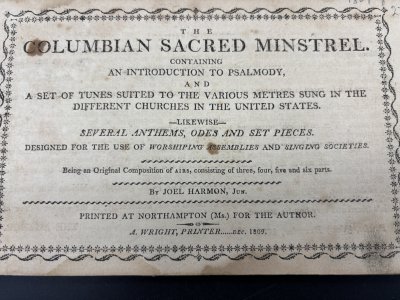 THE
COLUMBIAN SACRED MINSTREL.
CONTAINING
AN INTRODUCTION TO PSALMODY,
AND
A SET OF TUNES SUITED TO THE VARIOUS METRES SUNG IN THE
DIFFERENT CHURCHES IN THE UNITED STATES.
—LIKEWISE—
SEVERAL ANTHEMS, ODES AND SET PIECES.
DESIGNED FOR THE USE OF WORSHIPING ASSEMBLIES AND SINGING SOCIETIES.
Being an Original Composition of AIRS, consisting of three, four, five and six parts.
By JOEL HARMON, Jun.
PRINTED AT NORTHAMPTON (Ms.) FOR THE AUTHOR.
A. WRIGHT, PRINTER.....DEC. 1809.